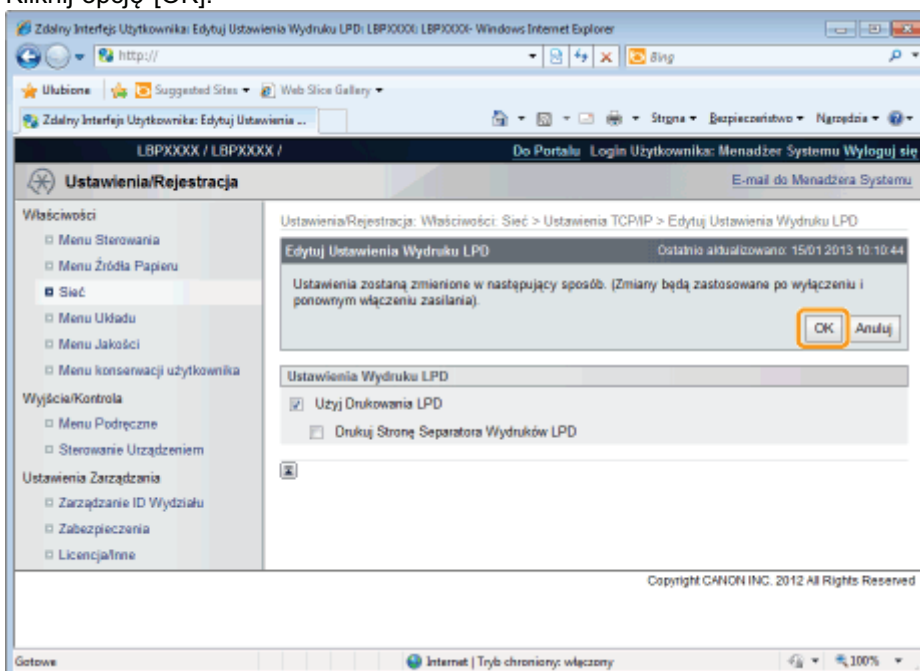 Kliknij opcję [OK].
Zdalny Interfejs Użytkownika: Edytuj Ustawienia Wydruku LPD: LBPXXXX: LBPXXXX- Windows Internet Explorer
http://
Bing
Ulubione Suggested Sites Web Slice Gallery
Zdalny Interfejs Użytkownika: Edytuj Ustawienia ...
Strona Bezpieczeństwo Narzędzia
LBPXXXX / LBPXXXX /
Do Portalu Login Użytkownika: Menadżer Systemu Wyloguj się
Ustawienia/Rejestracja
E-mail do Menadżera Systemu
Właściwości
Menu Sterowania
Menu Źródła Papieru
Sieć
Menu Układu
Menu Jakości
Menu konserwacji użytkownika
Wyjście/Kontrola
Menu Podręczne
Sterowanie Urządzeniem
Ustawienia Zarządzania
Zarządzanie ID Wydziału
Zabezpieczenia
Licencja/Inne
Ustawienia/Rejestracja: Właściwości: Sieć > Ustawienia TCP/IP > Edytuj Ustawienia Wydruku LPD
Edytuj Ustawienia Wydruku LPD
Ostatnio aktualizowano: 15/01 2013 10:10:44
Ustawienia zostaną zmienione w następujący sposób. (Zmiany będą zastosowane po wyłączeniu i
ponownym włączeniu zasilania).
OK Anuluj
Ustawienia Wydruku LPD
Użyj Drukowania LPD
Drukuj Stronę Separatora Wydruków LPD
Copyright CANON INC. 2012 All Rights Reserved
Gotowe
Internet | Tryb chroniony: włączony
100%